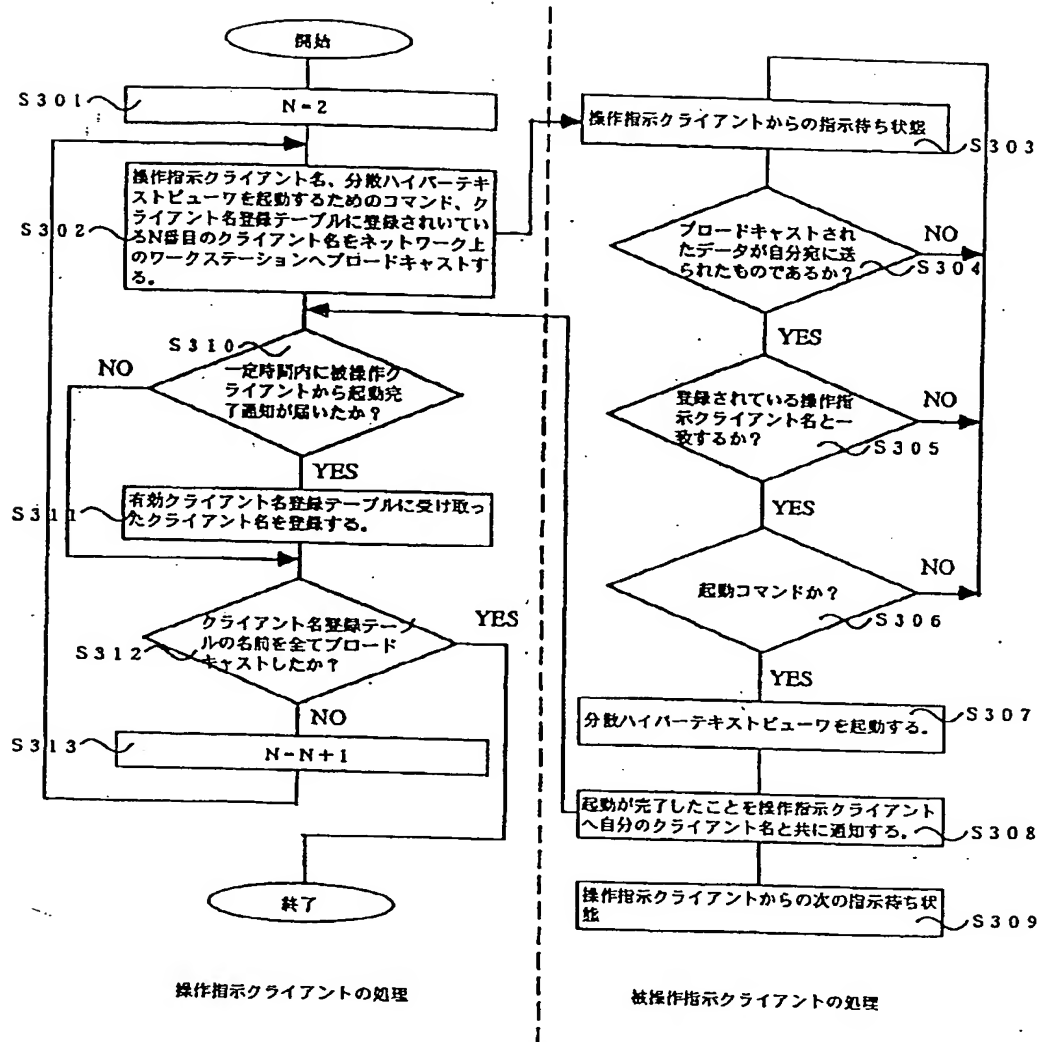 開始
S301
N=2
S302
操作指示クライアント名、分散ハイパーテキ
ストビューワを起動するためのコマンド、ク
ライアント名登録テーブルに登録されいてい
るN番目のクライアント名をネットワーク上
のワークステーションへブロードキャストす
る。
S310
一定時間内に被操作ク
ライアントから起動完
了通知が届いたか?
NO
YES
S311
有効クライアント名登録テーブルに受け取っ
たクライアント名を登録する。
S312
クライアント名登録テーブ
ルの名前を全てブロード
キャストしたか?
YES
NO
S313
N=N+1
終了
操作指示クライアントの処理
操作指示クライアントからの指示待ち状態
S303
ブロードキャストされ
たデータが自分宛に送
られたものであるか?
S304
NO
YES
登録されている操作指
示クライアント名と一
致するか?
S305
NO
YES
起動コマンドか?
S306
NO
YES
分散ハイパーテキストビューワを起動する。
S307
起動が完了したことを操作指示クライアント
へ自分のクライアント名と共に通知する。
S308
操作指示クライアントからの次の指示待ち状
態
S309
被操作指示クライアントの処理